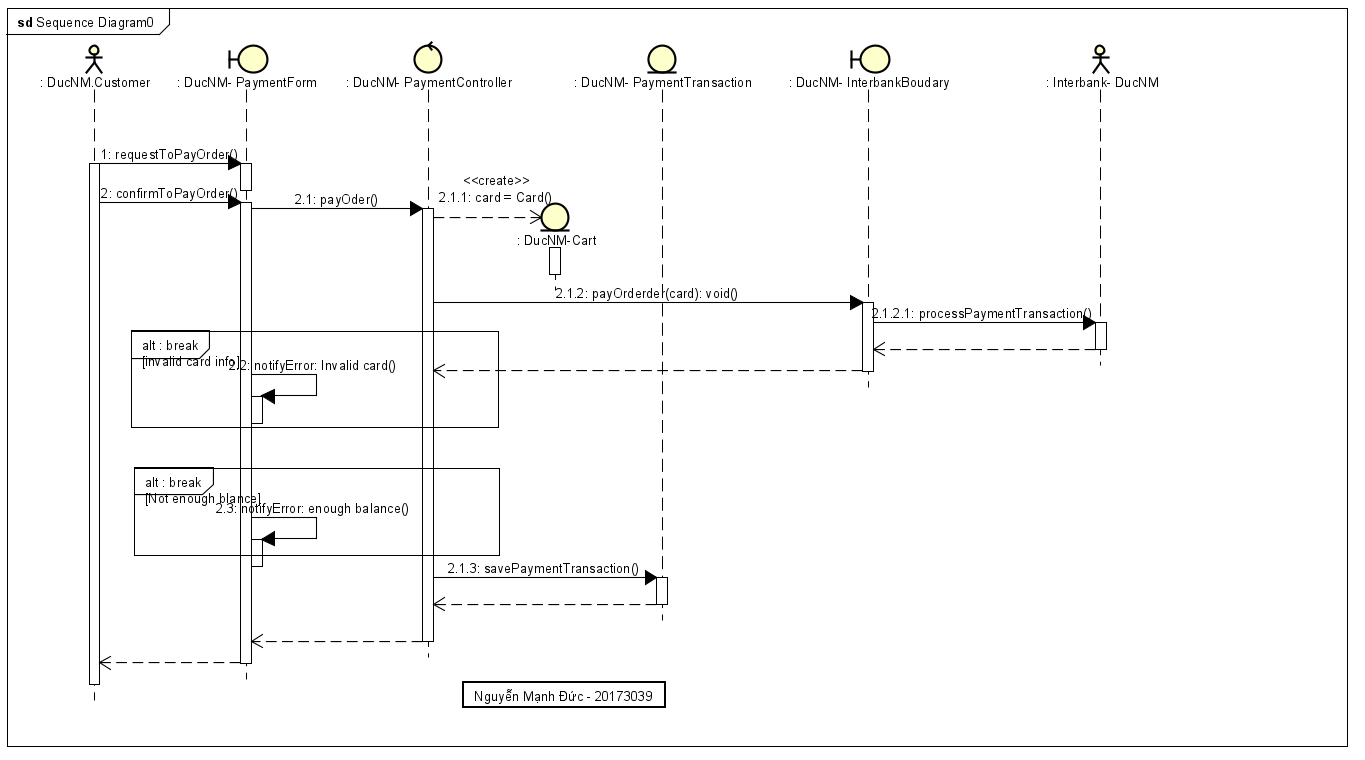 sd Sequence Diagram0
: DucNM.Customer
: DucNM- PaymentForm
: DucNM- PaymentController
: DucNM- PaymentTransaction
: DucNM- InterbankBoudary
: Interbank- DucNM
1: requestToPayOrder()
<<create>>
2: confirmToPayOrder()
2.1: payOder()
2.1.1: card = Card()
: DucNM-Cart
2.1.2: payOrderder(card): void()
2.1.2.1: processPaymentTransaction()
alt : break
[invalid card info]
2.2: notifyError: Invalid card()
alt : break
[Not enough blance]
2.3: notifyError: enough balance()
2.1.3: savePaymentTransaction()
Nguyễn Mạnh Đức - 20173039